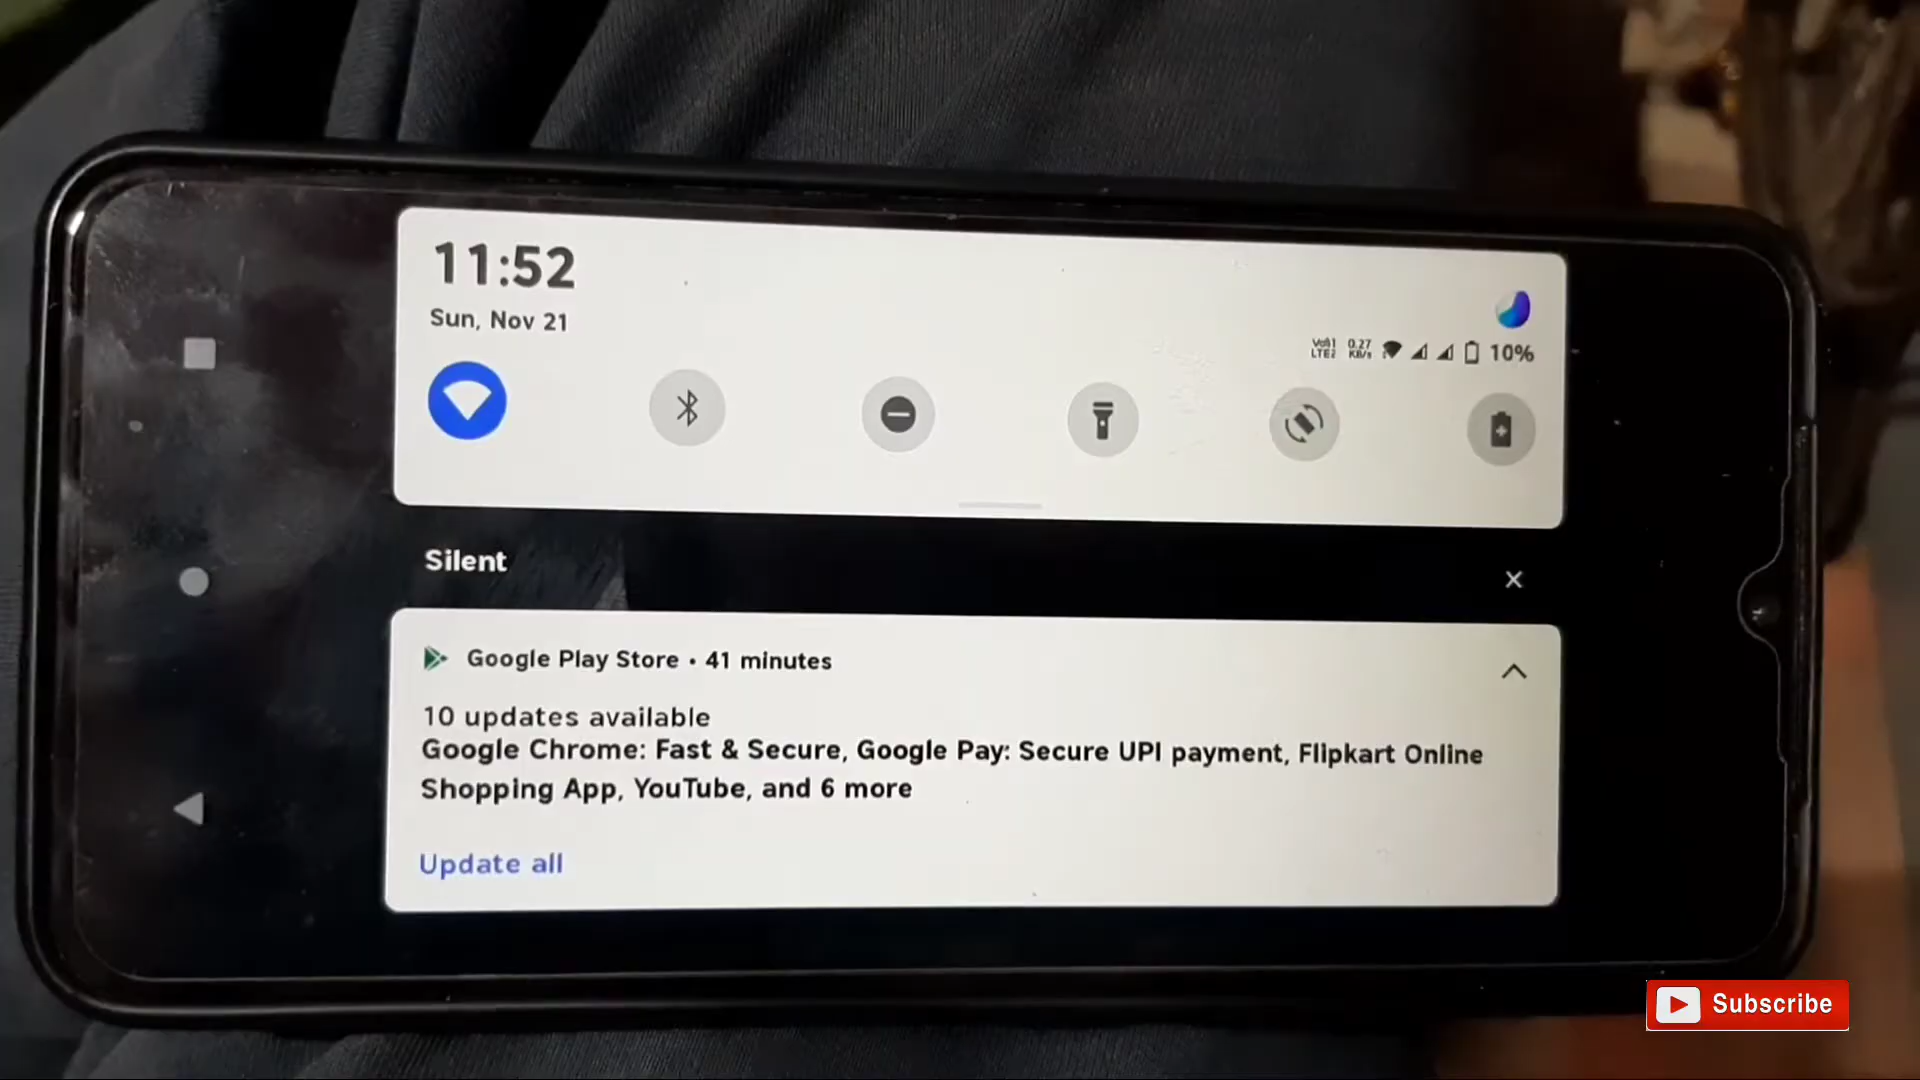 11:52
Sun, Nov 21
Vo)) 0.27
LTE2 KB/s
10%
Silent
Google Play Store • 41 minutes
10 updates available
Google Chrome: Fast & Secure, Google Pay: Secure UPI payment, Flipkart Online
Shopping App, YouTube, and 6 more
Update all
Subscribe